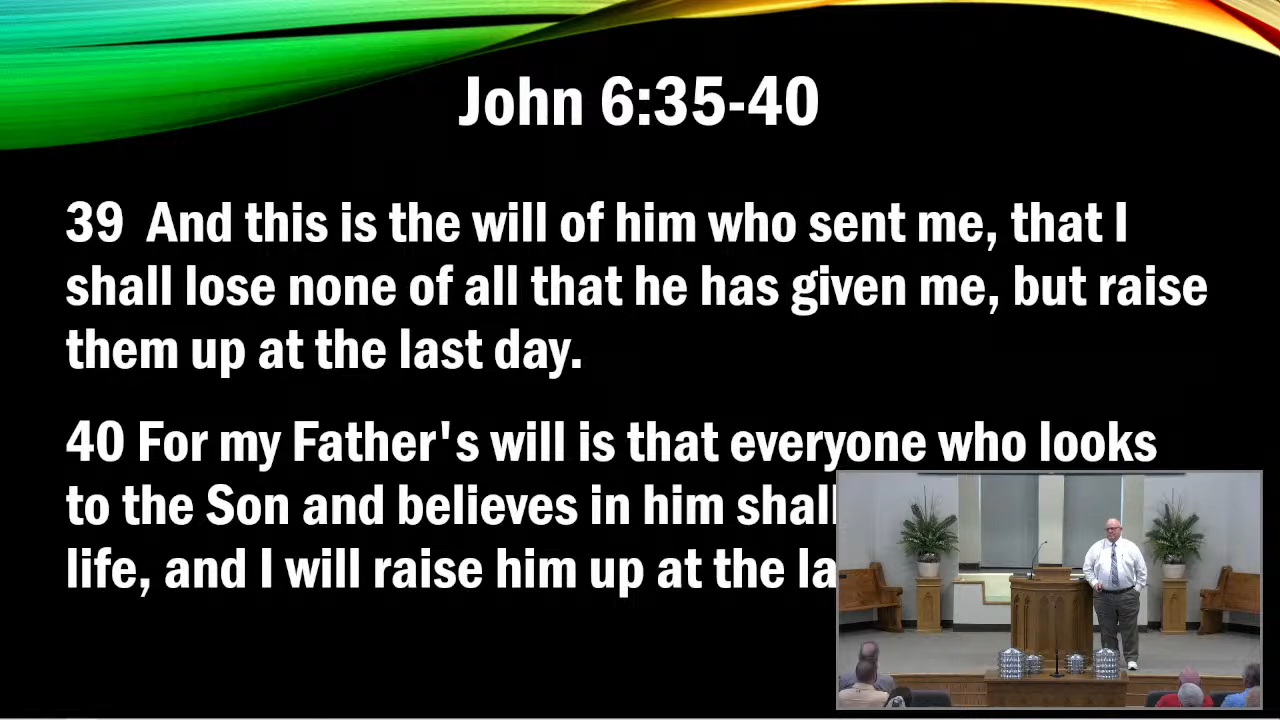 John 6:35-40
39 And this is the will of him who sent me, that I
shall lose none of all that he has given me, but raise
them up at the last day.
40 For my Father's will is that everyone who looks
to the Son and believes in him shall
life, and I will raise him up at the